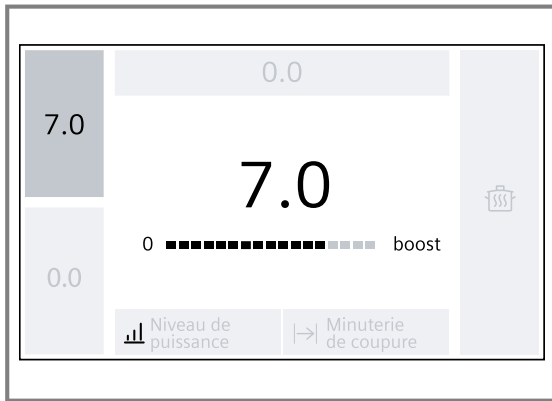 0.0
7.0
7.0
0 boost
0.0
Niveau de
puissance
Minuterie
de coupure